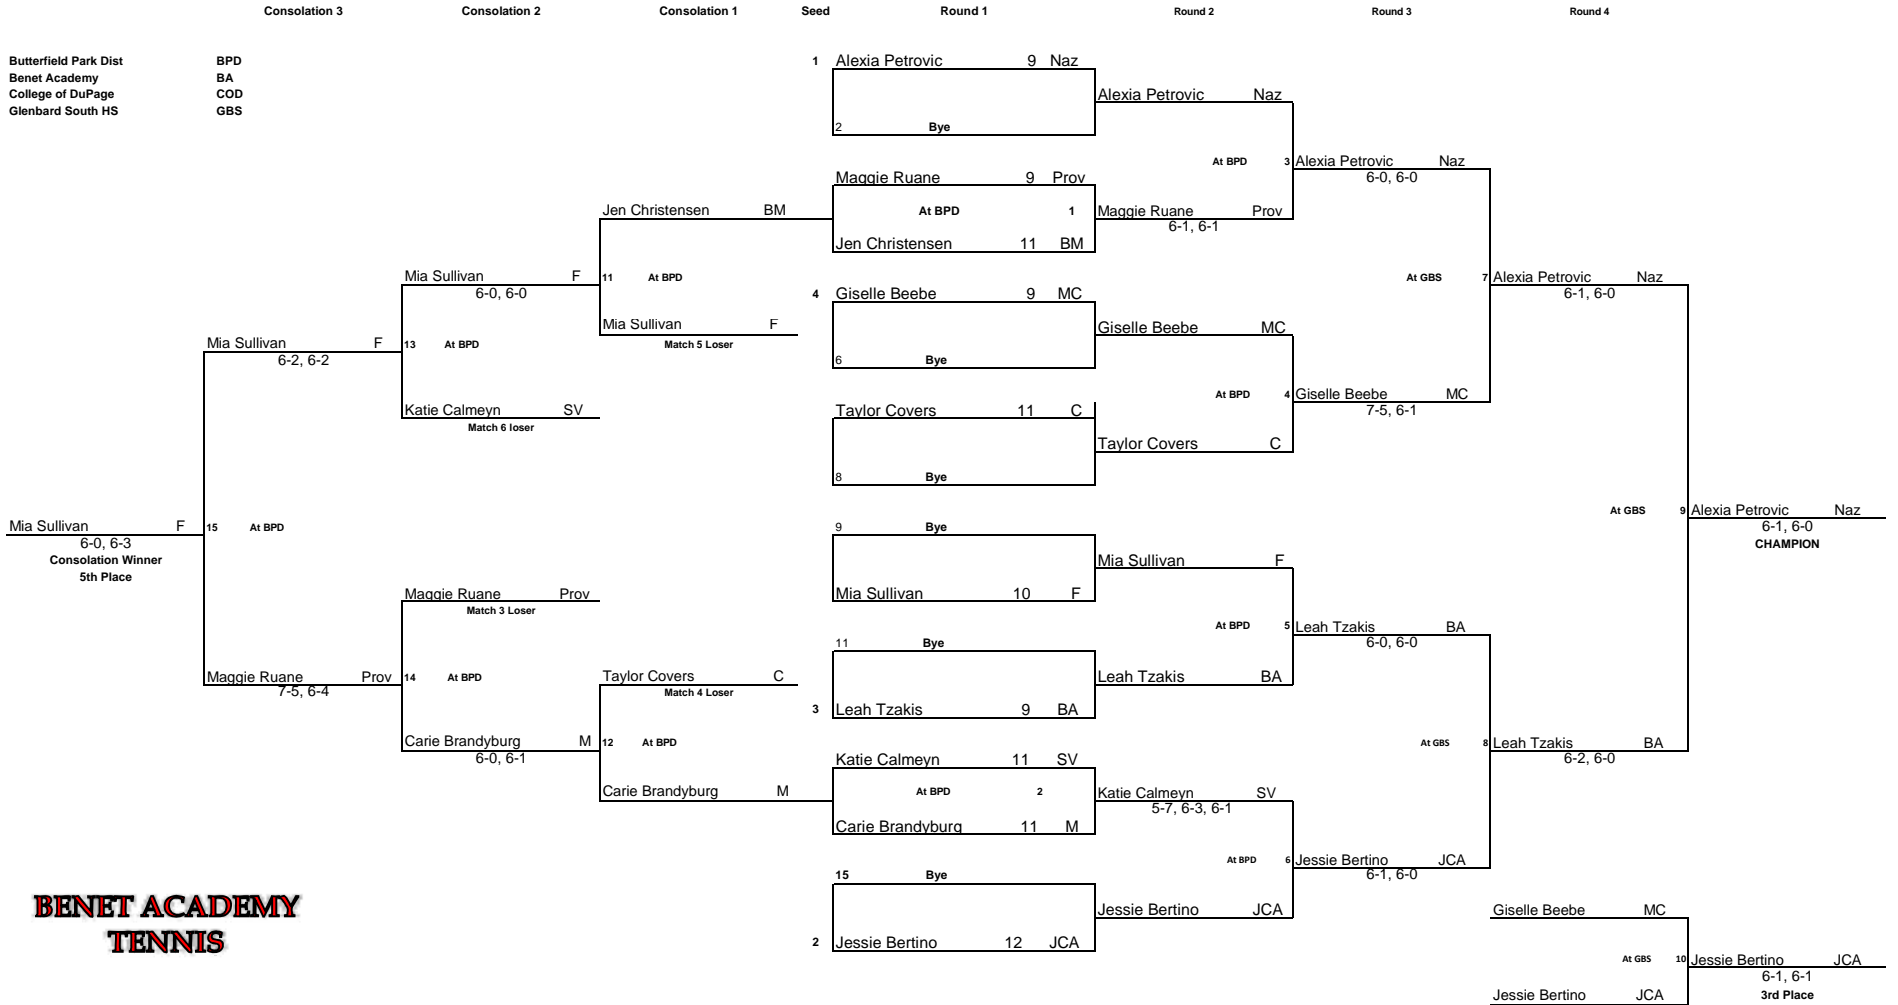 Consolation 3 Consolation 2 Consolation 1 Seed Round 1 Round 2 Round 3 Round 4
Butterfield Park Dist BPD
Benet Academy BA
College of DuPage COD
Glenbard South HS GBS
1 Alexia Petrovic 9 Naz
Alexia Petrovic Naz
2 Bye
At BPD 3 Alexia Petrovic Naz
6-0, 6-0
Maggie Ruane 9 Prov
Jen Christensen BM
At BPD 1 Maggie Ruane Prov
6-1, 6-1
Jen Christensen 11 BM
Mia Sullivan F 11 At BPD
6-0, 6-0
At GBS 7 Alexia Petrovic Naz
6-1, 6-0
4 Giselle Beebe 9 MC
Mia Sullivan F
Match 5 Loser
Giselle Beebe MC
Mia Sullivan F 13 At BPD
6-2, 6-2
6 Bye
At BPD 4 Giselle Beebe MC
7-5, 6-1
Katie Calmeyn SV
Match 6 loser
Taylor Covers 11 C
Taylor Covers C
8 Bye
At GBS 9 Alexia Petrovic Naz
6-1, 6-0
CHAMPION
Mia Sullivan F 15 At BPD
6-0, 6-3
Consolation Winner
5th Place
9 Bye
Mia Sullivan F
Maggie Ruane Prov
Match 3 Loser
Mia Sullivan 10 F
At BPD 5 Leah Tzakis BA
6-0, 6-0
11 Bye
Maggie Ruane Prov 14 At BPD
7-5, 6-4
Taylor Covers C
Match 4 Loser
Leah Tzakis BA
3 Leah Tzakis 9 BA
Carie Brandyburg M 12 At BPD
6-0, 6-1
At GBS 8 Leah Tzakis BA
6-2, 6-0
Katie Calmeyn 11 SV
Carie Brandyburg M
At BPD 2 Katie Calmeyn SV
5-7, 6-3, 6-1
Carie Brandyburg 11 M
At BPD 6 Jessie Bertino JCA
6-1, 6-0
15 Bye
Jessie Bertino JCA
2 Jessie Bertino 12 JCA
BENET ACADEMY
TENNIS
Giselle Beebe MC
At GBS 10 Jessie Bertino JCA
6-1, 6-1
3rd Place
Jessie Bertino JCA